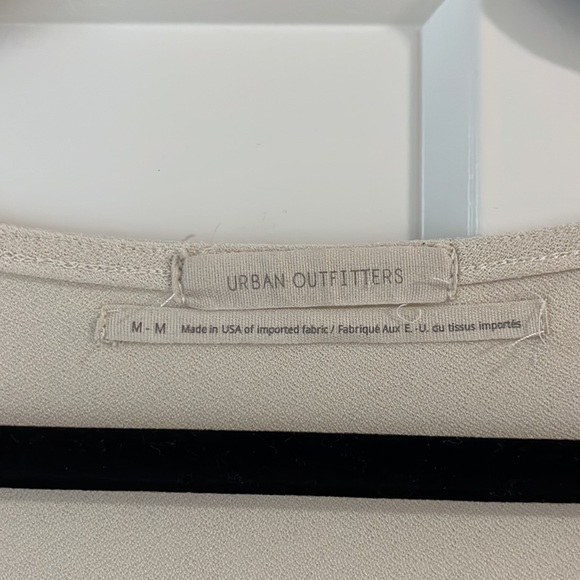 URBAN OUTFITTERS
M - M Made in USA of imported fabric / Fabriqué Aux E. -U. du tissus importés